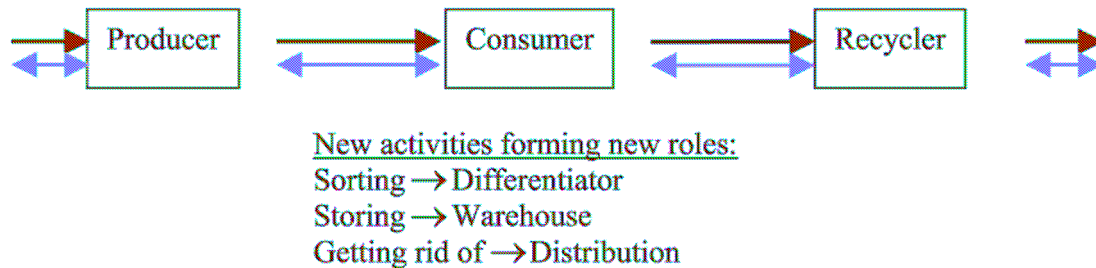 Producer
Consumer
Recycler
New activities forming new roles:
Sorting → Differentiator
Storing → Warehouse
Getting rid of → Distribution